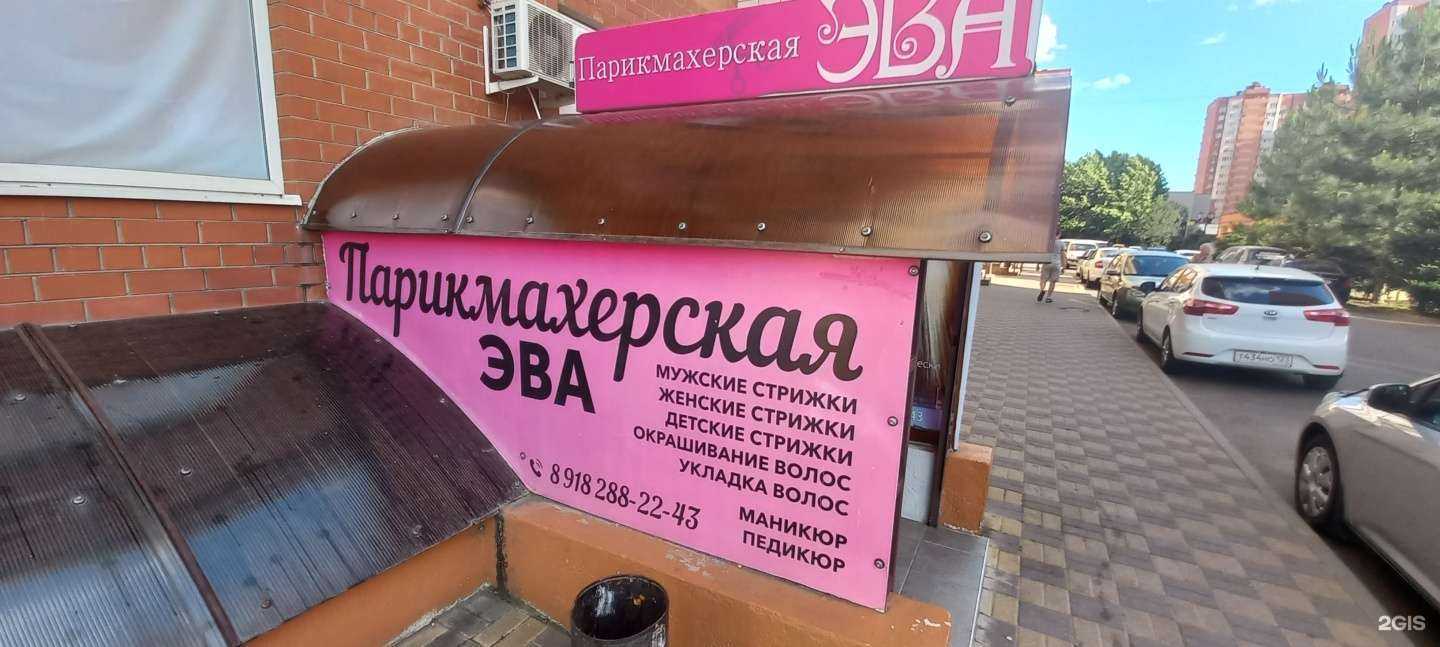 Парикмахерская ЭВА
Парикмахерская
ЭВА
МУЖСКИЕ СТРИЖКИ
ЖЕНСКИЕ СТРИЖКИ
ДЕТСКИЕ СТРИЖКИ
ОКРАШИВАНИЕ ВОЛОС
УКЛАДКА ВОЛОС
8 918 288-22-43
МАНИКЮР
ПЕДИКЮР
43
2GIS